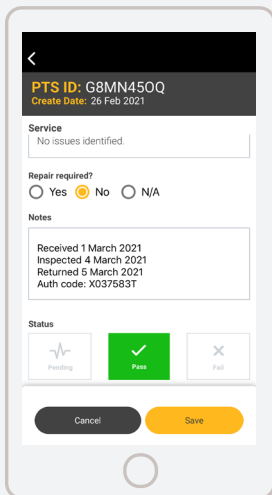 PTS ID: G8MN45OQ
Create Date: 26 Feb 2021
Service
No issues identified.
Repair required?
Yes No N/A
Notes
Received 1 March 2021
Inspected 4 March 2021
Returned 5 March 2021
Auth code: X037583T
Status
Pending Pass Fail
Cancel Save